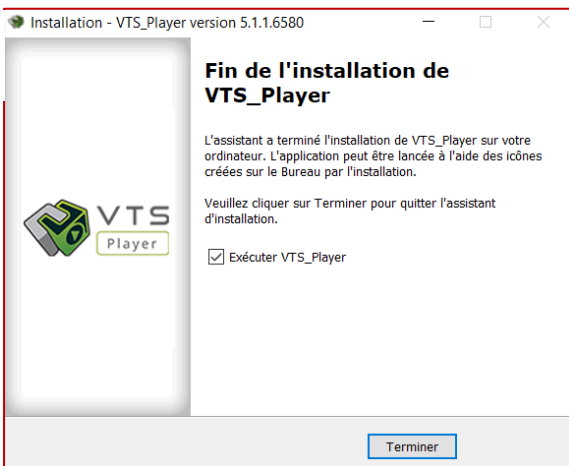 Installation - VTS_Player version 5.1.1.6580
Fin de l'installation de
VTS_Player
L'assistant a terminé l'installation de VTS_Player sur votre
ordinateur. L'application peut être lancée à l'aide des icônes
créées sur le Bureau par l'installation.
Veuillez cliquer sur Terminer pour quitter l'assistant
d'installation.
VTS
Player
Exécuter VTS_Player
Terminer